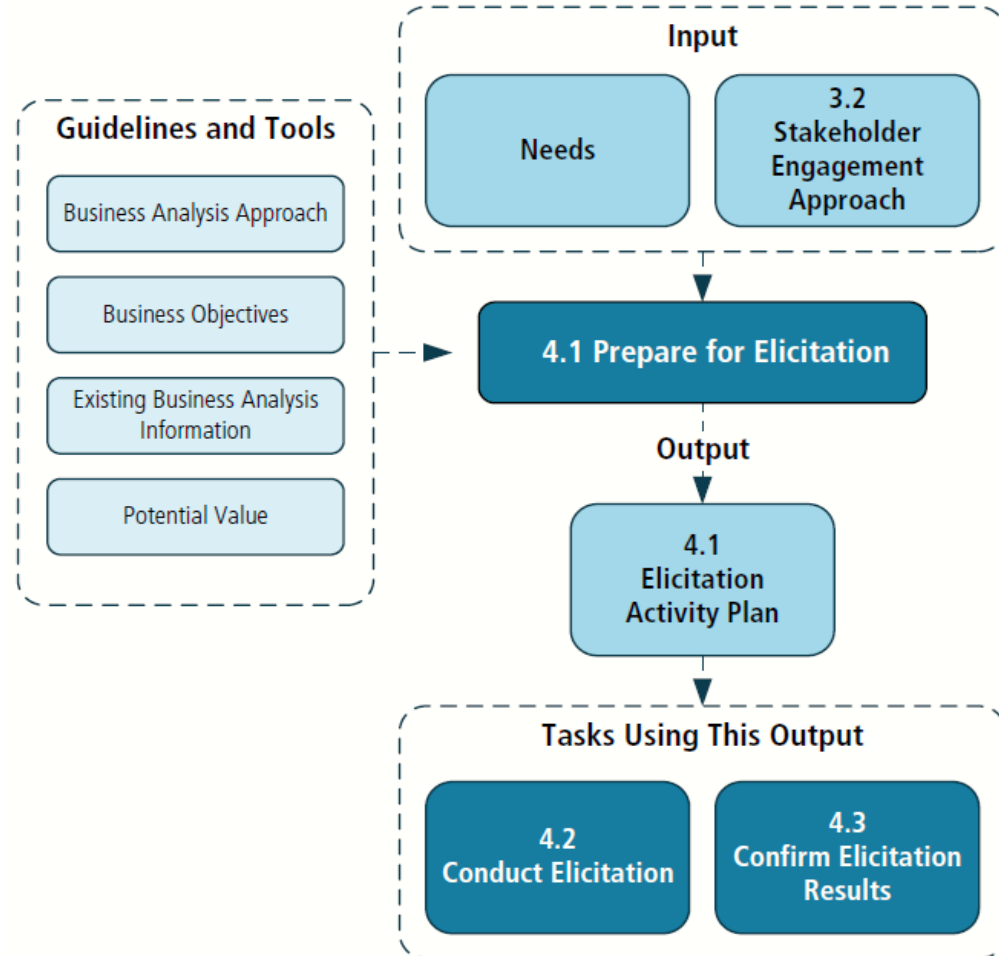 Input
Needs
3.2
Stakeholder
Engagement
Approach
Guidelines and Tools
Business Analysis Approach
Business Objectives
Existing Business Analysis
Information
Potential Value
4.1 Prepare for Elicitation
Output
4.1
Elicitation
Activity Plan
Tasks Using This Output
4.2
Conduct Elicitation
4.3
Confirm Elicitation
Results